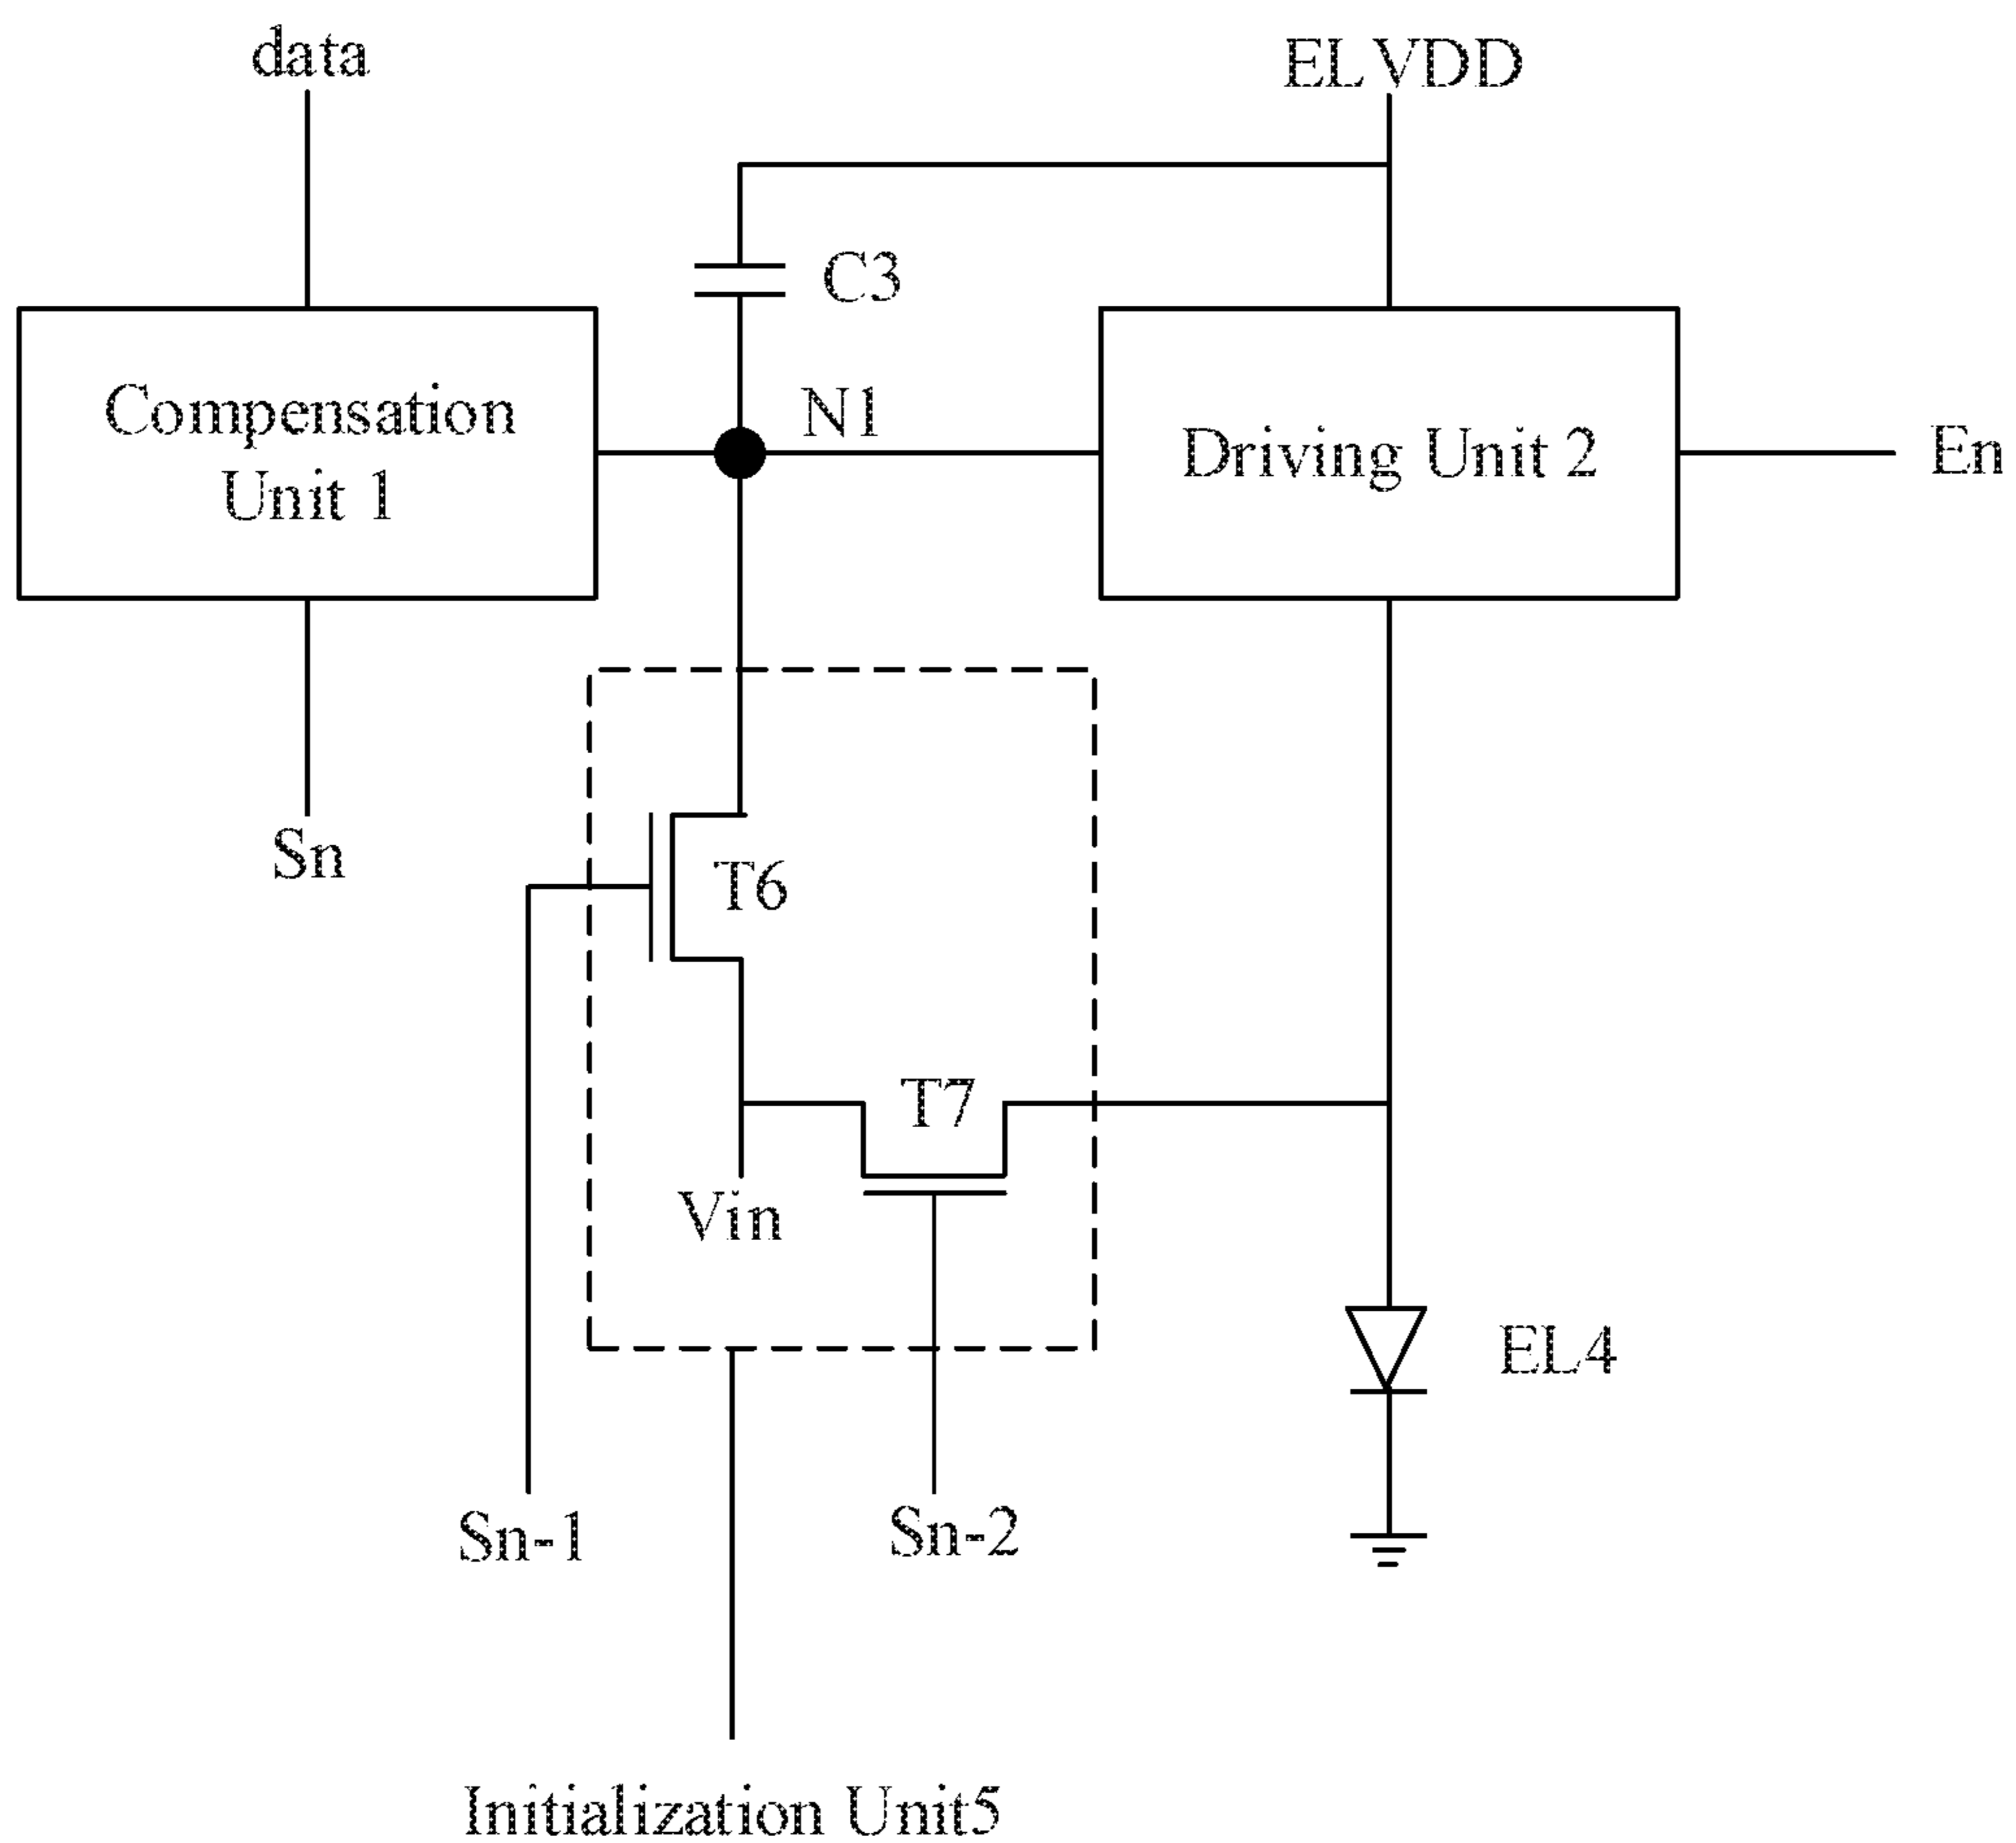 data
ELVDD
C3
N1
Compensation
Unit 1
Driving Unit 2
En
Sn
T6
T7
Vin
EL4
Sn-1
Sn-2
Initialization Unit5